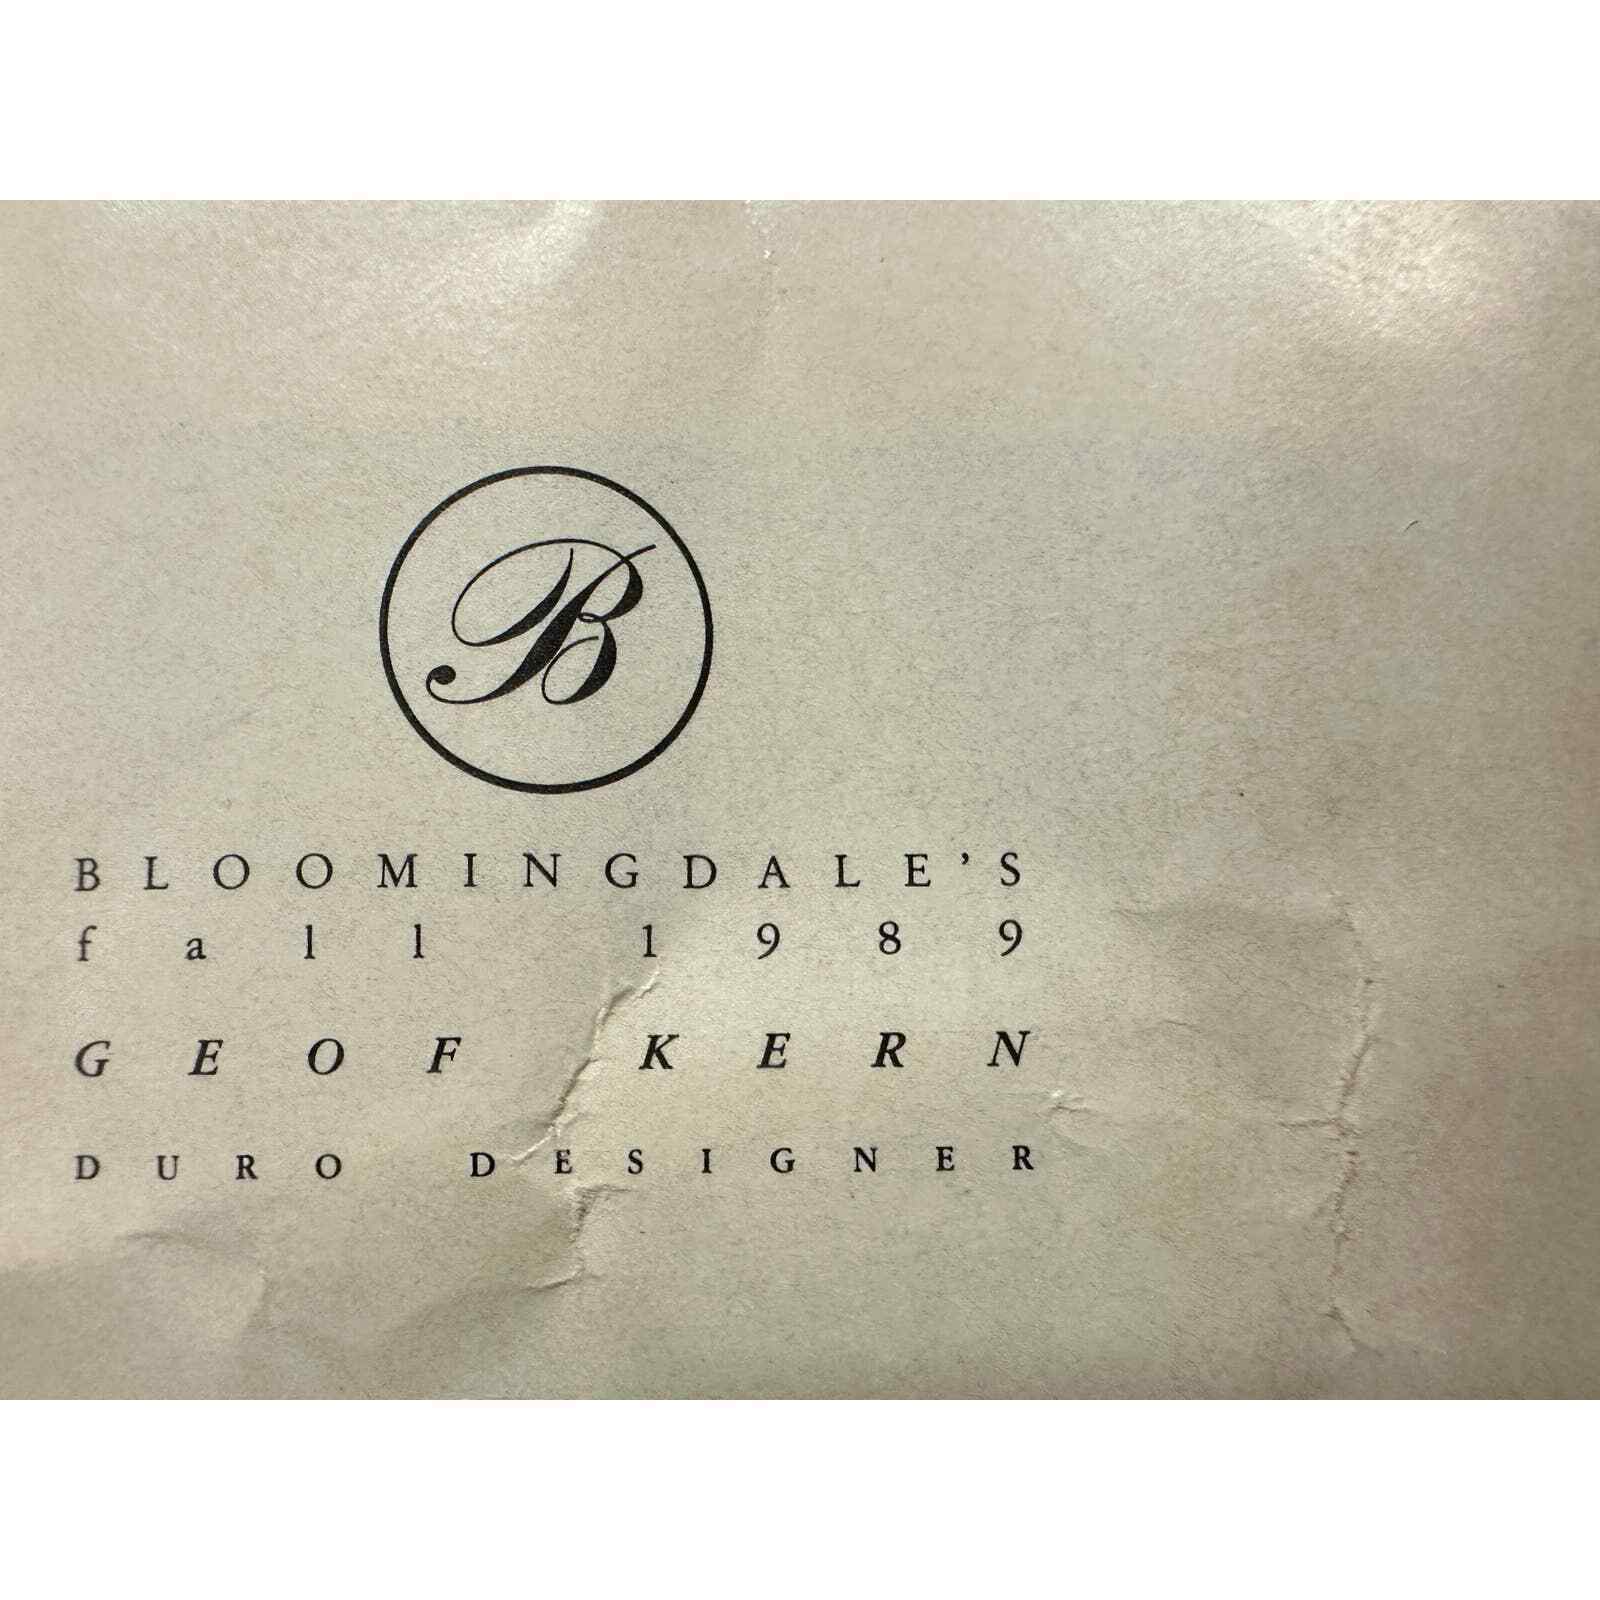 B
BLOOMINGDALE'S
fall 1989
GEOF KERN
DURO DESIGNER